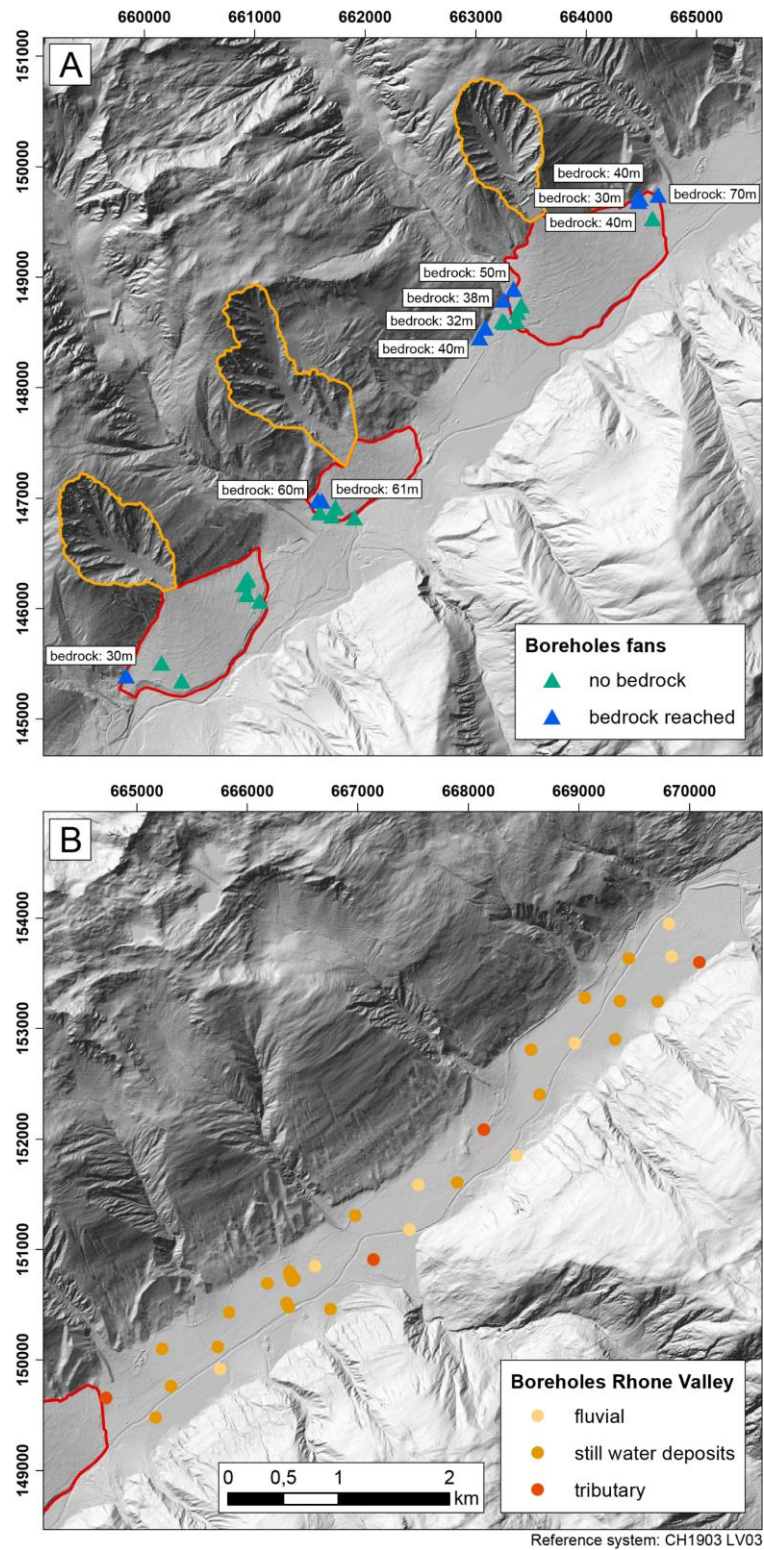 660000 661000 662000 663000 664000 665000
A
151000
150000
149000
148000
147000
146000
145000
bedrock: 40m
bedrock: 30m
bedrock: 70m
bedrock: 40m
bedrock: 50m
bedrock: 38m
bedrock: 32m
bedrock: 40m
bedrock: 60m
bedrock: 61m
bedrock: 30m
Boreholes fans
no bedrock
bedrock reached
665000 666000 667000 668000 669000 670000
B
154000
153000
152000
151000
150000
149000
Boreholes Rhone Valley
fluvial
still water deposits
tributary
0 0,5 1 2
km
Reference system: CH1903 LV03